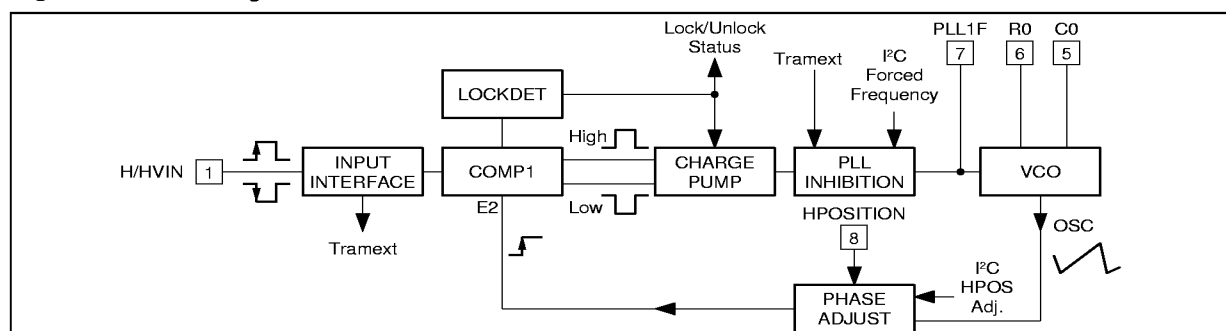 Lock/Unlock
Status
PLL1F
R0
C0
7
6
5
Tramext
I²C
Forced
Frequency
LOCKDET
High
H/HVIN
1
INPUT
INTERFACE
COMP1
CHARGE
PUMP
PLL
INHIBITION
VCO
E2
Low
HPOSITION
8
OSC
Tramext
I²C
HPOS
Adj.
PHASE
ADJUST